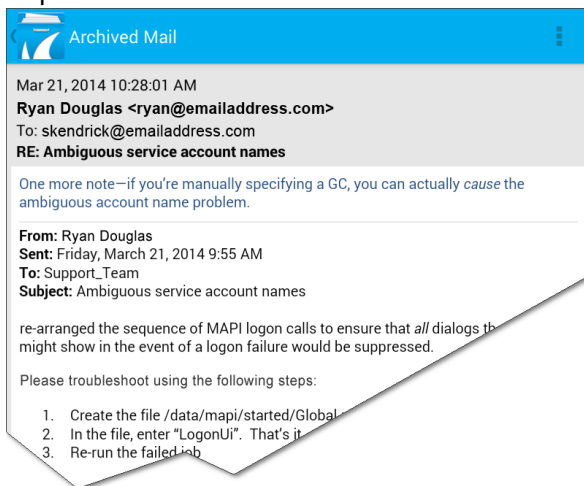 Archived Mail
Mar 21, 2014 10:28:01 AM
Ryan Douglas <ryan@emailaddress.com>
To: skendrick@emailaddress.com
RE: Ambiguous service account names
One more note—if you're manually specifying a GC, you can actually cause the
ambiguous account name problem.
From: Ryan Douglas
Sent: Friday, March 21, 2014 9:55 AM
To: Support_Team
Subject: Ambiguous service account names
re-arranged the sequence of MAPI logon calls to ensure that all dialogs
might show in the event of a logon failure would be suppressed.
Please troubleshoot using the following steps:
1. Create the file /data/mapi/started/Global
2. In the file, enter “LogonUi”. That's it
3. Re-run the failed job